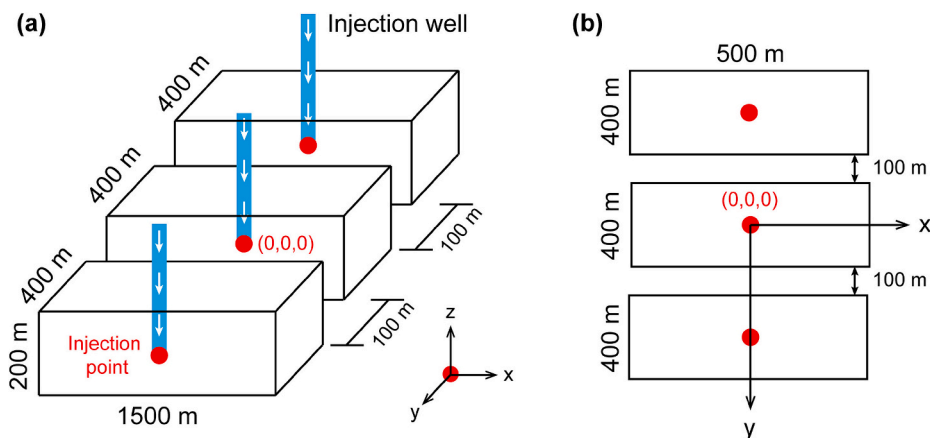 (a)
Injection well
400 m
400 m
400 m
(0,0,0)
100 m
100 m
200 m
Injection
point
1500 m
z
x
y
(b)
500 m
400 m
100 m
(0,0,0)
400 m
x
100 m
400 m
y